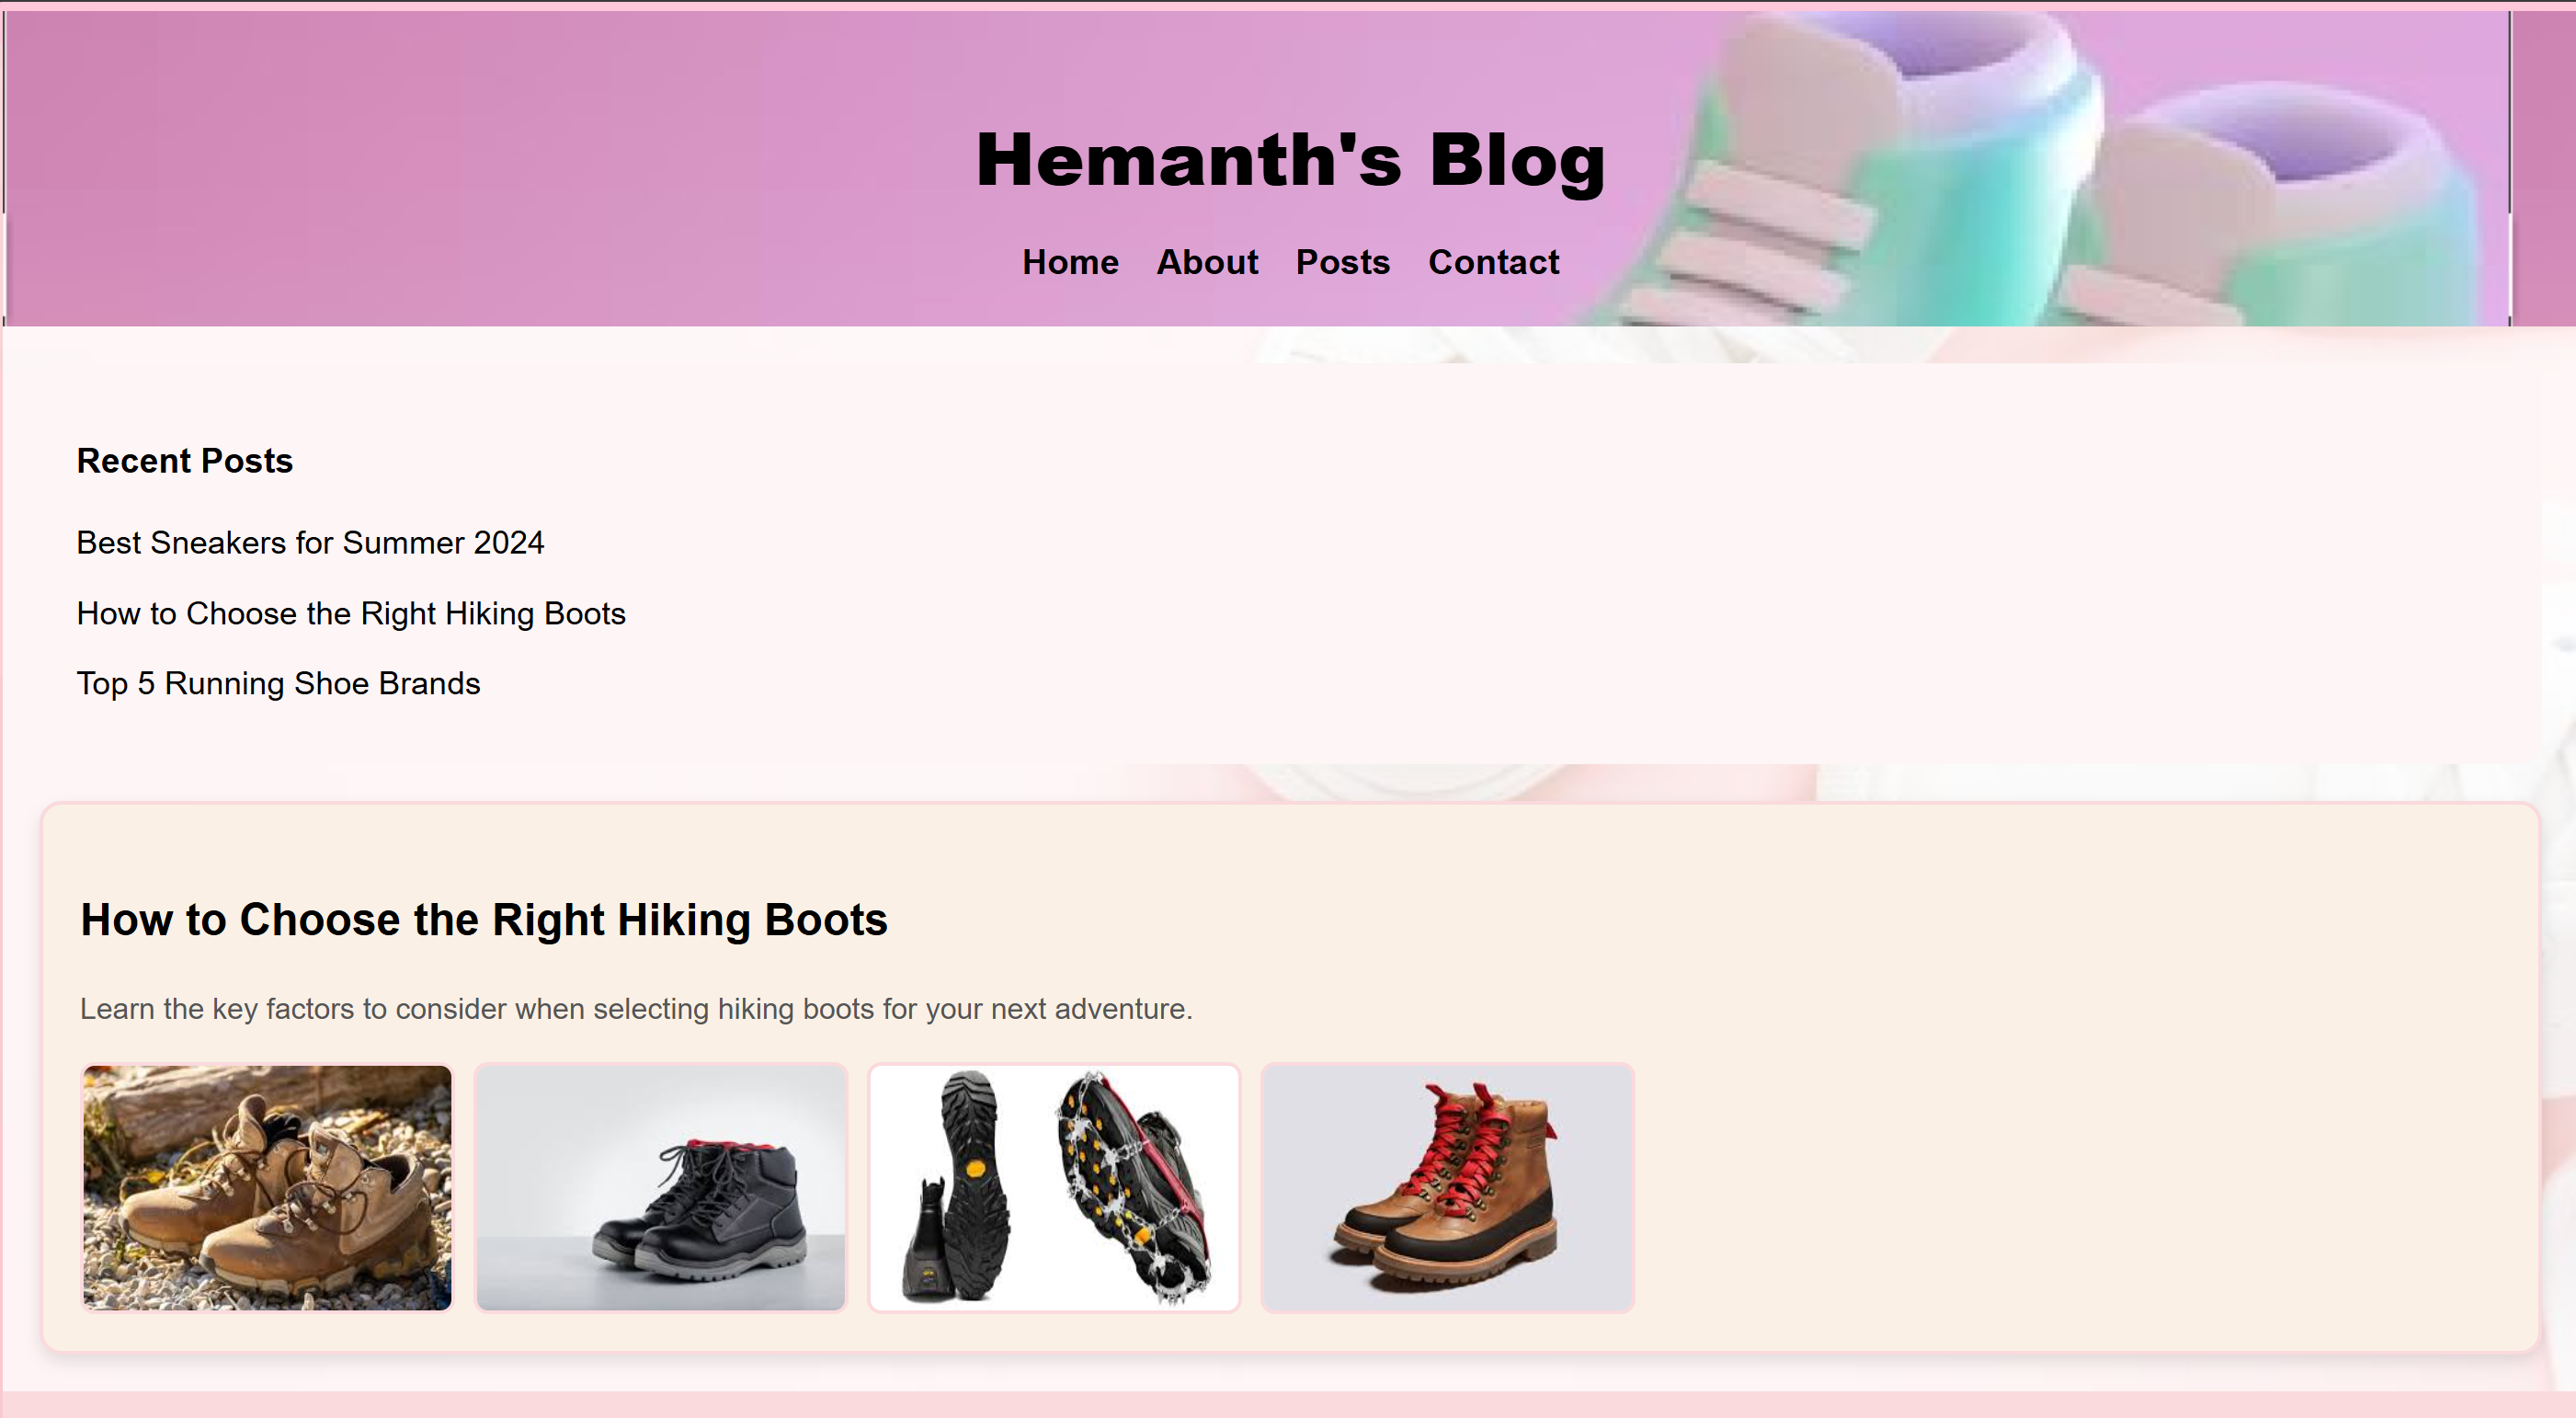 Hemanth's Blog
Home About Posts Contact
Recent Posts
Best Sneakers for Summer 2024
How to Choose the Right Hiking Boots
Top 5 Running Shoe Brands
How to Choose the Right Hiking Boots
Learn the key factors to consider when selecting hiking boots for your next adventure.